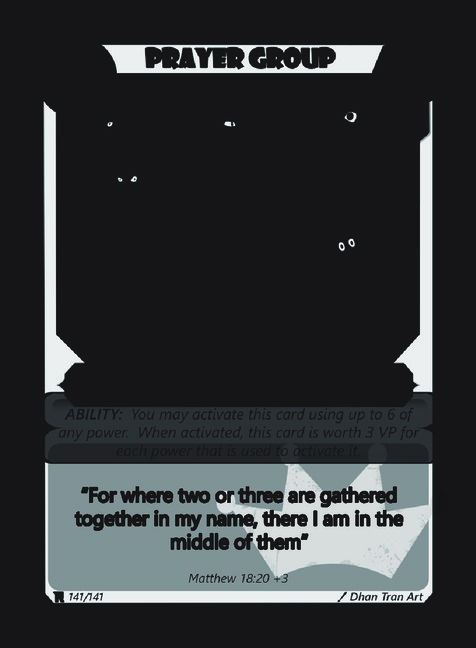 PRAYER GROUP
ABILITY: You may activate this card using up to 6 of
any power. When activated, this card is worth 3 VP for
each power that is used to activate it.
"For where two or three are gathered
together in my name, there I am in the
middle of them"
Matthew 18:20 +3
R 141/141
Dhan Tran Art